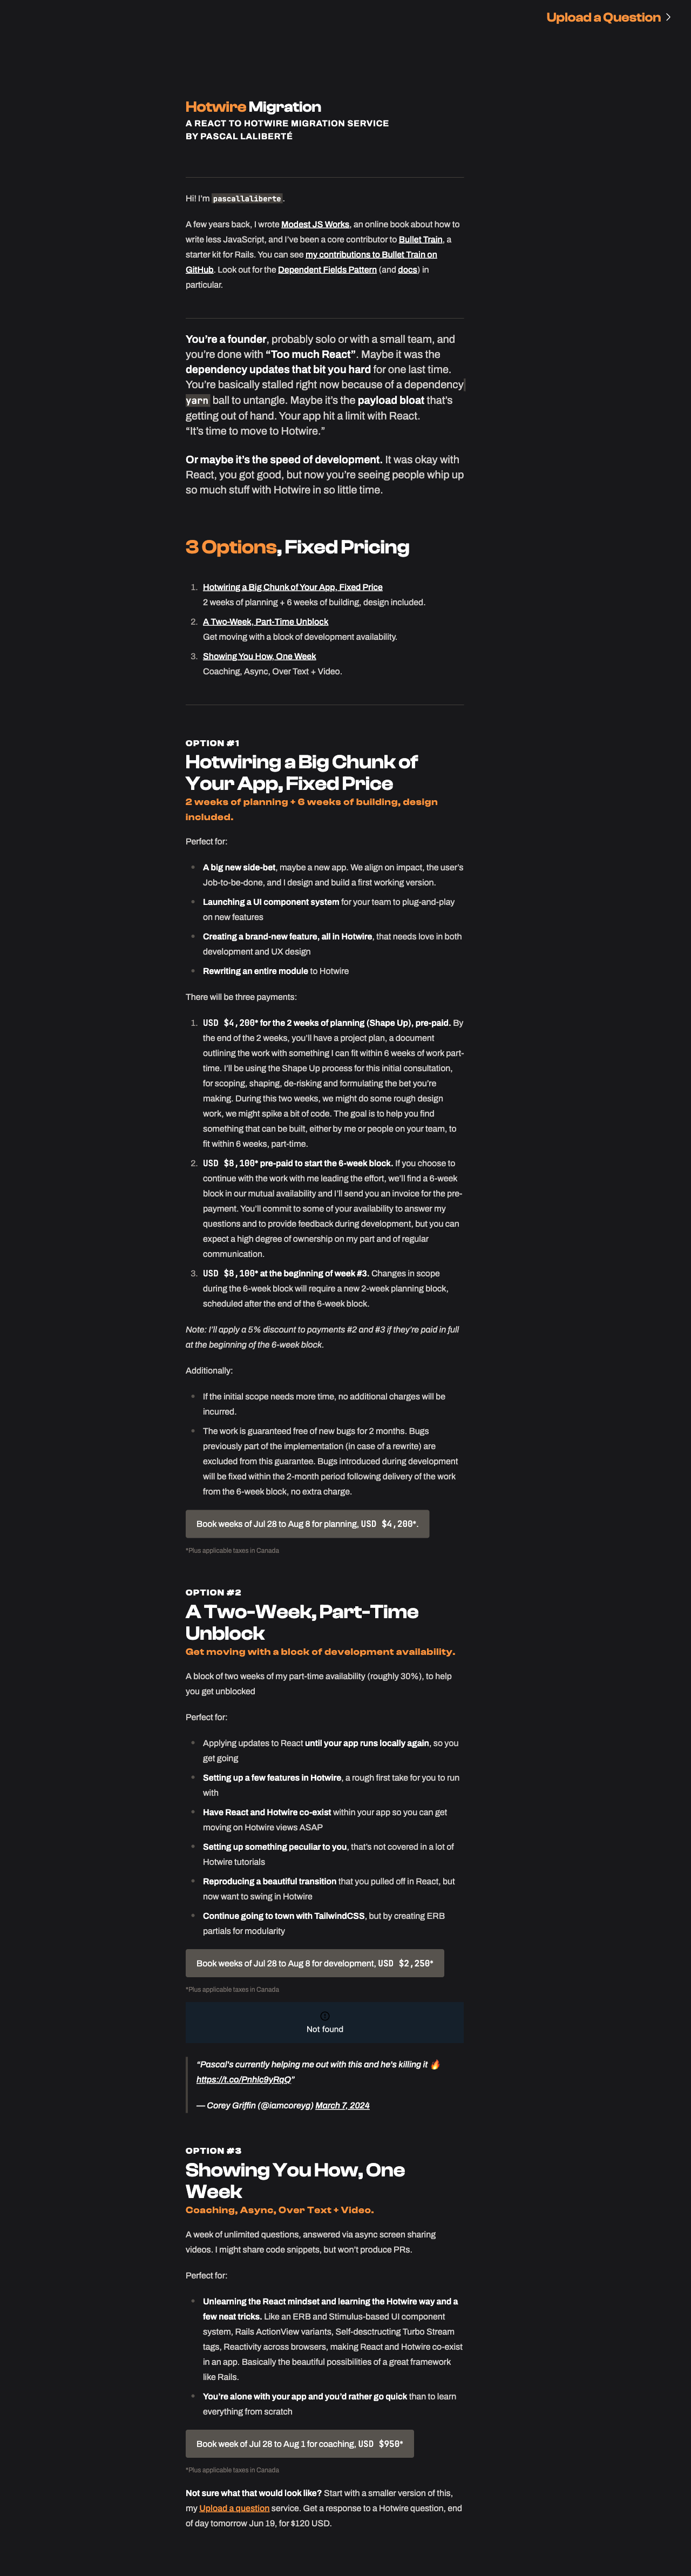 Upload a Question >
Hotwire Migration
A REACT TO HOTWIRE MIGRATION SERVICE
BY PASCAL LALIBERTÉ
Hi! I'm pascallaliberte.
A few years back, I wrote Modest JS Works, an online book about how to
write less JavaScript, and I've been a core contributor to Bullet Train, a
starter kit for Rails. You can see my contributions to Bullet Train on
GitHub. Look out for the Dependent Fields Pattern (and docs) in
particular.
You're a founder, probably solo or with a small team, and
you're done with “Too much React”. Maybe it was the
dependency updates that bit you hard for one last time.
You're basically stalled right now because of a dependency
yarn ball to untangle. Maybe it's the payload bloat that's
getting out of hand. Your app hit a limit with React.
“It's time to move to Hotwire.”
Or maybe it's the speed of development. It was okay with
React, you got good, but now you're seeing people whip up
so much stuff with Hotwire in so little time.
3 Options, Fixed Pricing
1. Hotwiring a Big Chunk of Your App, Fixed Price
2 weeks of planning + 6 weeks of building, design included.
2. A Two-Week, Part-Time Unblock
Get moving with a block of development availability.
3. Showing You How, One Week
Coaching, Async, Over Text + Video.
OPTION #1
Hotwiring a Big Chunk of
Your App, Fixed Price
2 weeks of planning + 6 weeks of building, design
included.
Perfect for:
A big new side-bet, maybe a new app. We align on impact, the user's
Job-to-be-done, and I design and build a first working version.
Launching a UI component system for your team to plug-and-play
on new features
Creating a brand-new feature, all in Hotwire, that needs love in both
development and UX design
Rewriting an entire module to Hotwire
There will be three payments:
1. USD $4,200* for the 2 weeks of planning (Shape Up), pre-paid. By
the end of the 2 weeks, you'll have a project plan, a document
outlining the work with something I can fit within 6 weeks of work part-
time. I'll be using the Shape Up process for this initial consultation,
for scoping, shaping, de-risking and formulating the bet you're
making. During this two weeks, we might do some rough design
work, we might spike a bit of code. The goal is to help you find
something that can be built, either by me or people on your team, to
fit within 6 weeks, part-time.
2. USD $8,100* pre-paid to start the 6-week block. If you choose to
continue with the work with me leading the effort, we'll find a 6-week
block in our mutual availability and I'll send you an invoice for the pre-
payment. You'll commit to some of your availability to answer my
questions and to provide feedback during development, but you can
expect a high degree of ownership on my part and of regular
communication.
3. USD $8,100* at the beginning of week #3. Changes in scope
during the 6-week block will require a new 2-week planning block,
scheduled after the end of the 6-week block.
Note: I'll apply a 5% discount to payments #2 and #3 if they're paid in full
at the beginning of the 6-week block.
Additionally:
If the initial scope needs more time, no additional charges will be
incurred.
The work is guaranteed free of new bugs for 2 months. Bugs
previously part of the implementation (in case of a rewrite) are
excluded from this guarantee. Bugs introduced during development
will be fixed within the 2-month period following delivery of the work
from the 6-week block, no extra charge.
Book weeks of Jul 28 to Aug 8 for planning, USD $4,200*.
*Plus applicable taxes in Canada
OPTION #2
A Two-Week, Part-Time
Unblock
Get moving with a block of development availability.
A block of two weeks of my part-time availability (roughly 30%), to help
you get unblocked
Perfect for:
Applying updates to React until your app runs locally again, so you
get going
Setting up a few features in Hotwire, a rough first take for you to run
with
Have React and Hotwire co-exist within your app so you can get
moving on Hotwire views ASAP
Setting up something peculiar to you, that's not covered in a lot of
Hotwire tutorials
Reproducing a beautiful transition that you pulled off in React, but
now want to swing in Hotwire
Continue going to town with TailwindCSS, but by creating ERB
partials for modularity
Book weeks of Jul 28 to Aug 8 for development, USD $2,250*
*Plus applicable taxes in Canada
Not found
“Pascal's currently helping me out with this and he's killing it 🔥
https://t.co/Pnhlc9yRqQ”
— Corey Griffin (@iamcoreyg) March 7, 2024
OPTION #3
Showing You How, One
Week
Coaching, Async, Over Text + Video.
A week of unlimited questions, answered via async screen sharing
videos. I might share code snippets, but won't produce PRs.
Perfect for:
Unlearning the React mindset and learning the Hotwire way and a
few neat tricks. Like an ERB and Stimulus-based UI component
system, Rails ActionView variants, Self-desctructing Turbo Stream
tags, Reactivity across browsers, making React and Hotwire co-exist
in an app. Basically the beautiful possibilities of a great framework
like Rails.
You're alone with your app and you'd rather go quick than to learn
everything from scratch
Book week of Jul 28 to Aug 1 for coaching, USD $950*
*Plus applicable taxes in Canada
Not sure what that would look like? Start with a smaller version of this,
my Upload a question service. Get a response to a Hotwire question, end
of day tomorrow Jun 19, for $120 USD.